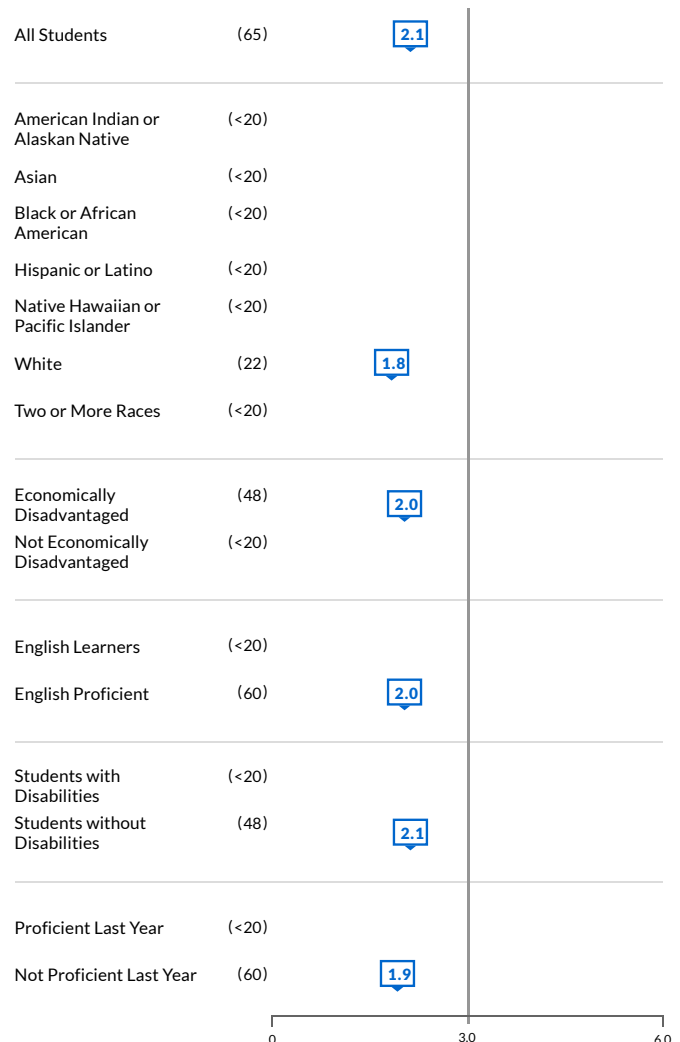 All Students (65) 2.1
American Indian or (<20)
Alaskan Native
Asian (<20)
Black or African (<20)
American
Hispanic or Latino (<20)
Native Hawaiian or (<20)
Pacific Islander
White (22) 1.8
Two or More Races (<20)
Economically (48) 2.0
Disadvantaged
Not Economically (<20)
Disadvantaged
English Learners (<20)
English Proficient (60) 2.0
Students with (<20)
Disabilities
Students without (48) 2.1
Disabilities
Proficient Last Year (<20)
Not Proficient Last Year (60) 1.9
0 3.0 6.0